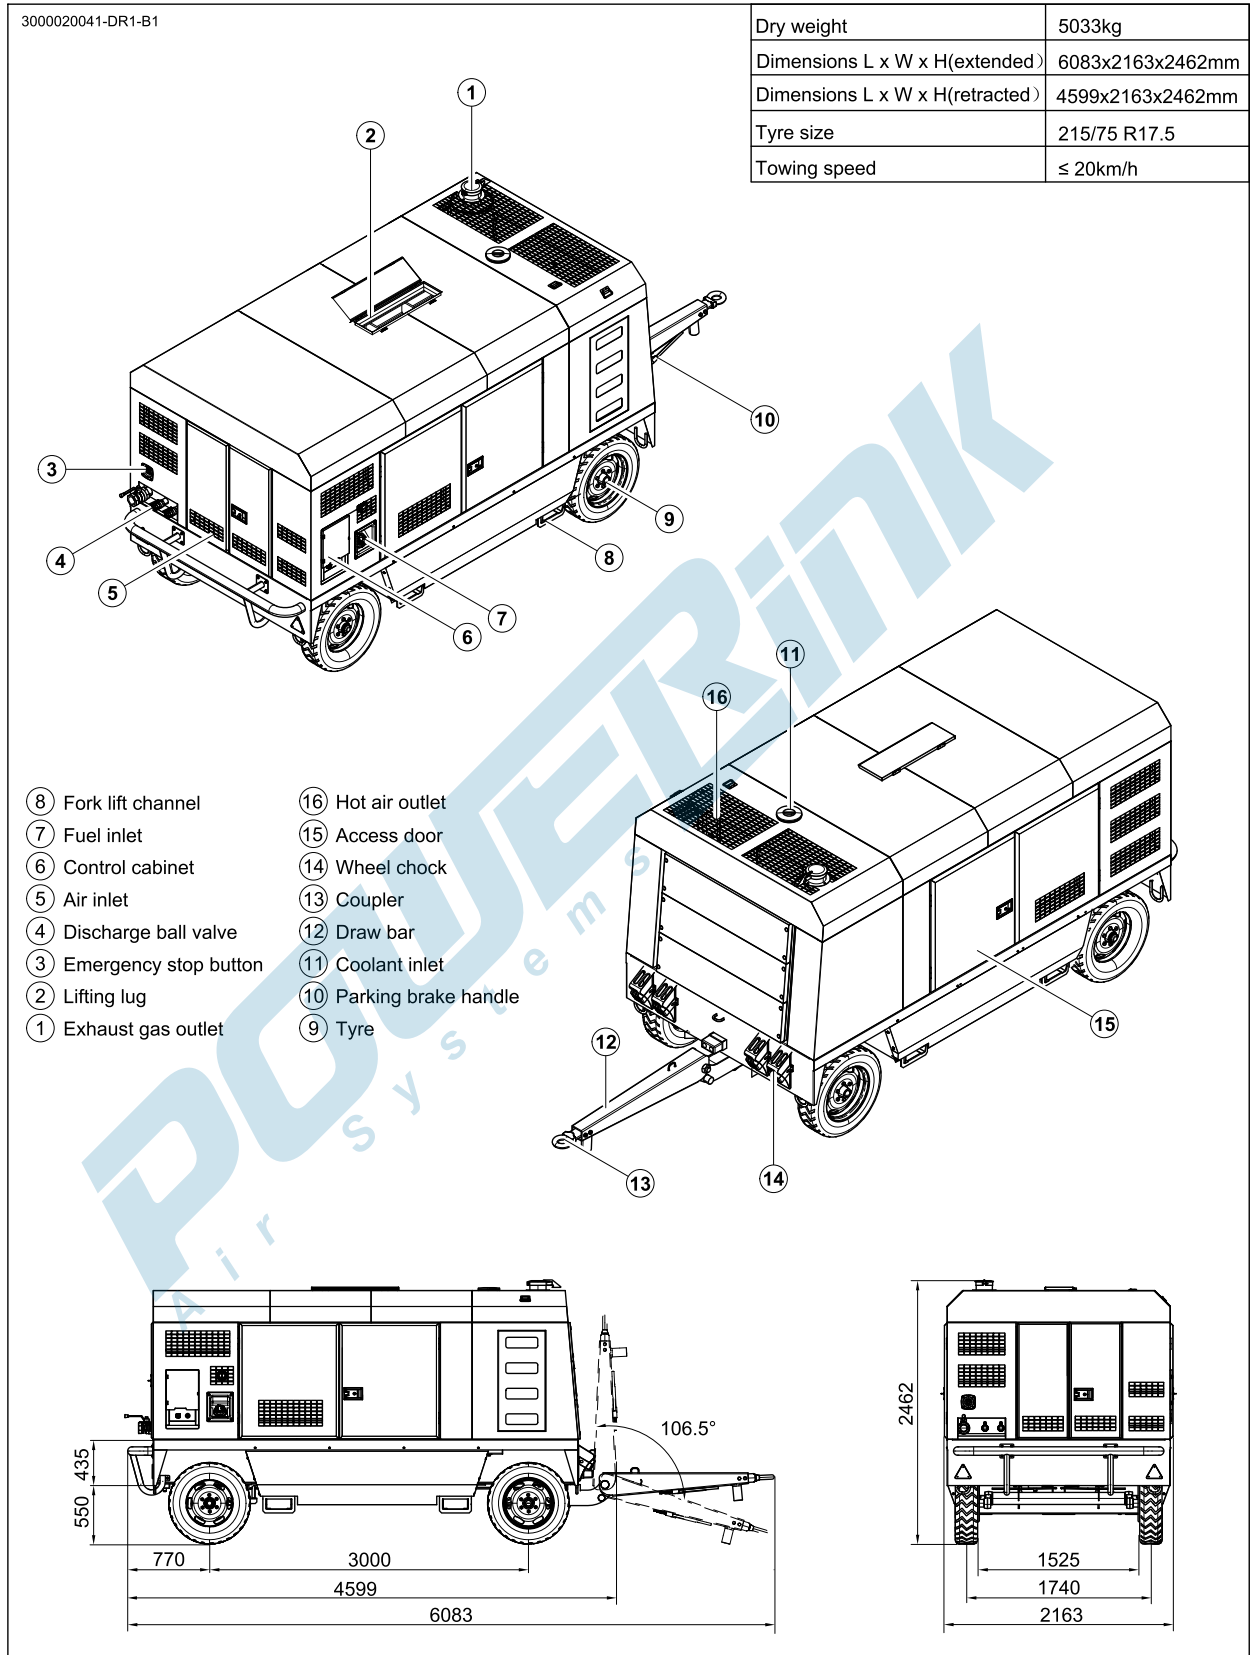 3000020041-DR1-B1
Dry weight 5033kg
Dimensions L x W x H(extended） 6083x2163x2462mm
Dimensions L x W x H(retracted） 4599x2163x2462mm
Tyre size 215/75 R17.5
Towing speed ≤ 20km/h
1
2
3
4
5
6
7
8
9
10
11
16
15
12
13
14
8 Fork lift channel
7 Fuel inlet
6 Control cabinet
5 Air inlet
4 Discharge ball valve
3 Emergency stop button
2 Lifting lug
1 Exhaust gas outlet
16 Hot air outlet
15 Access door
14 Wheel chock
13 Coupler
12 Draw bar
11 Coolant inlet
10 Parking brake handle
9 Tyre
POWERINK
Air Systems
106.5°
435
550
770
3000
4599
6083
2462
1525
1740
2163